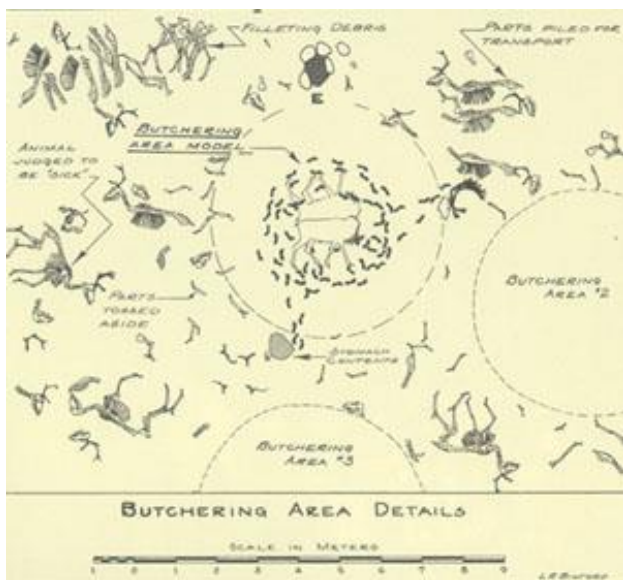 FILLETING DEBRIS
PARTS PILED FOR
TRANSPORT
E
BUTCHERING
AREA MODEL
ANIMAL
JUDGED TO
BE "SICK"
BUTCHERING
AREA #2
PARTS
TOSSED
ASIDE
STOMACH
CONTENTS
BUTCHERING
AREA #3
BUTCHERING AREA DETAILS
SCALE IN METERS
1 0 1 2 3 4 5 6 7 8 9
L.R. BINFORD